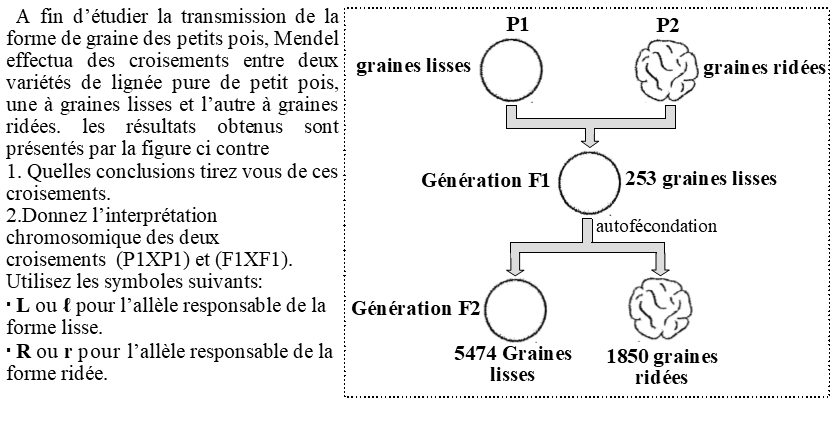 A fin d’étudier la transmission de la
forme de graine des petits pois, Mendel
effectua des croisements entre deux
variétés de lignée pure de petit pois,
une à graines lisses et l’autre à graines
ridées. les résultats obtenus sont
présentés par la figure ci contre
1. Quelles conclusions tirez vous de ces
croisements.
2.Donnez l’interprétation
chromosomique des deux
croisements (P1XP1) et (F1XF1).
Utilisez les symboles suivants:
· L ou ℓ pour l’allèle responsable de la
forme lisse.
· R ou r pour l’allèle responsable de la
forme ridée.
P1 P2
graines lisses graines ridées
Génération F1 253 graines lisses
autofécondation
Génération F2
5474 Graines
lisses
1850 graines
ridées